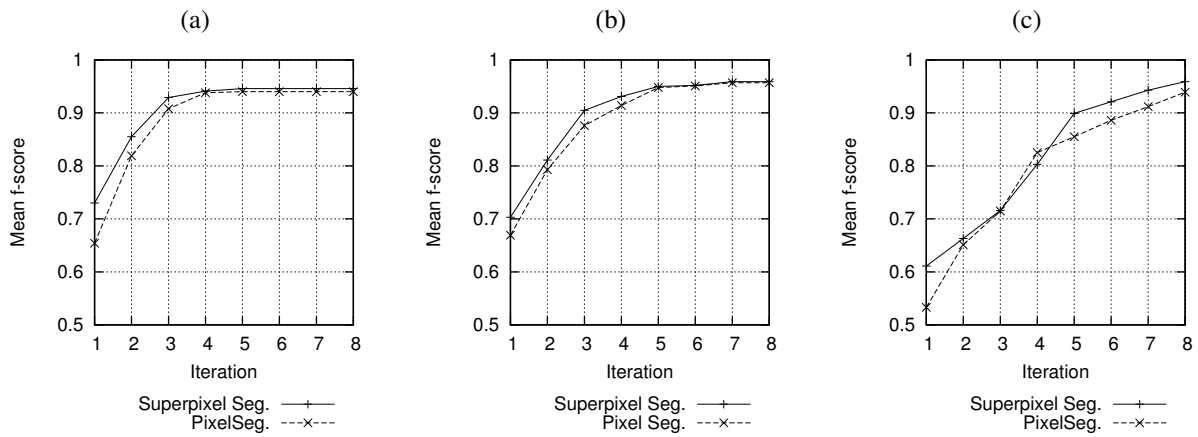 (a)
1
0.9
0.8
0.7
0.6
0.5
Mean f-score
1 2 3 4 5 6 7 8
Iteration
Superpixel Seg.
PixelSeg.
(b)
1
0.9
0.8
0.7
0.6
0.5
Mean f-score
1 2 3 4 5 6 7 8
Iteration
Superpixel Seg.
Pixel Seg.
(c)
1
0.9
0.8
0.7
0.6
0.5
Mean f-score
1 2 3 4 5 6 7 8
Iteration
Superpixel Seg.
PixelSeg.